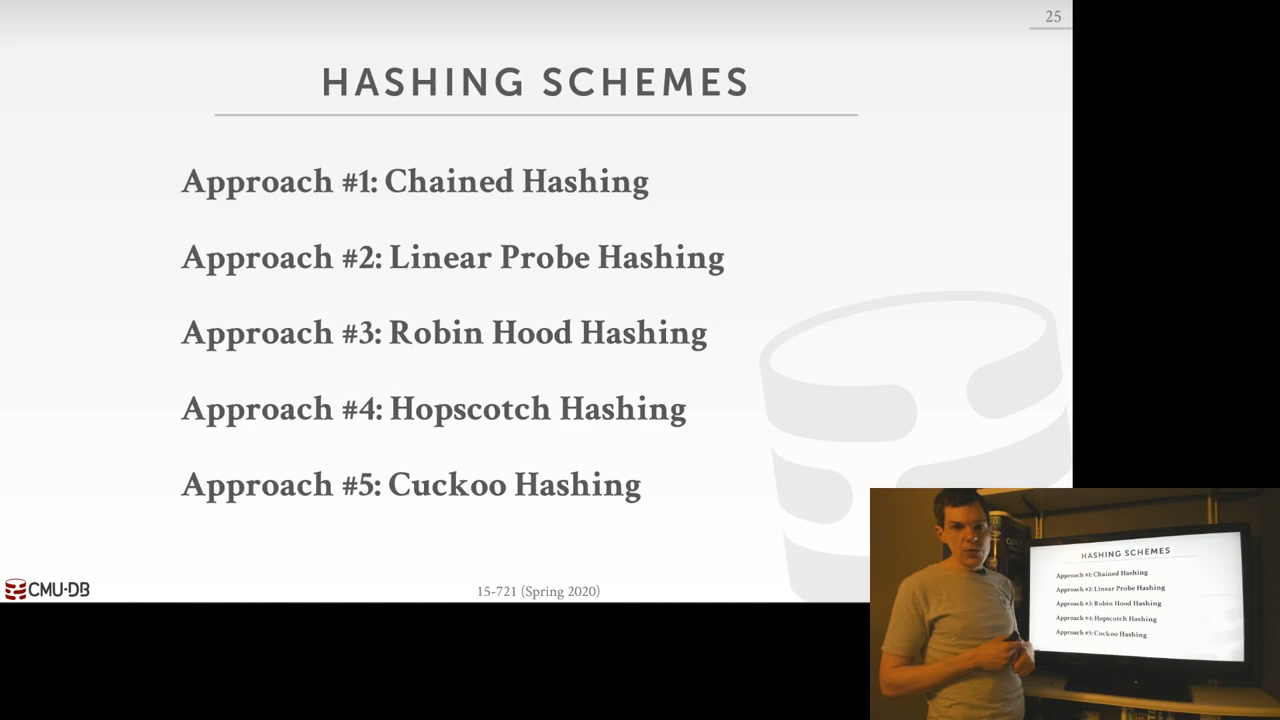 25
HASHING SCHEMES
Approach #1: Chained Hashing
Approach #2: Linear Probe Hashing
Approach #3: Robin Hood Hashing
Approach #4: Hopscotch Hashing
Approach #5: Cuckoo Hashing
CMU·DB
15-721 (Spring 2020)
HASHING SCHEMES
Approach #1: Chained Hashing
Approach #2: Linear Probe Hashing
Approach #3: Robin Hood Hashing
Approach #4: Hopscotch Hashing
Approach #5: Cuckoo Hashing